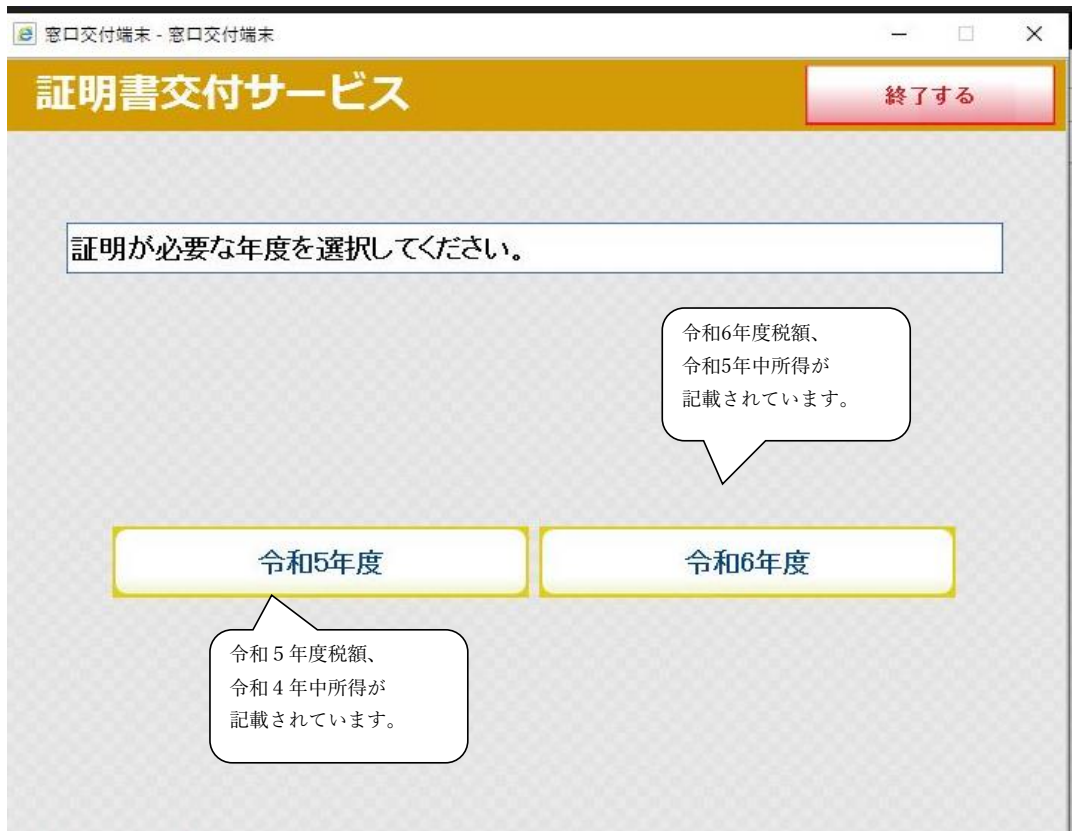 窓口交付端末 - 窓口交付端末
証明書交付サービス
終了する
証明が必要な年度を選択してください。
令和6年度税額、
令和5年中所得が
記載されています。
令和5年度
令和6年度
令和５年度税額、
令和４年中所得が
記載されています。